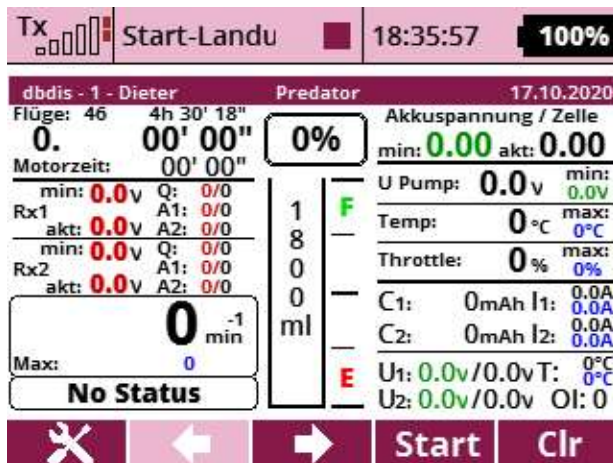 Tx Start-Landu 18:35:57 100%
dbdis - 1 - Dieter Predator 17.10.2020
Flüge: 46 4h 30' 18"
0. 00' 00"
Motorzeit: 00' 00"
min: 0.0v Q: 0/0
Rx1 A1: 0/0
akt: 0.0v A2: 0/0
min: 0.0v Q: 0/0
Rx2 A1: 0/0
akt: 0.0v A2: 0/0
0 -1
min
Max: 0
No Status
0%
1
8
0
0
ml
F
E
Akkuspannung / Zelle
min: 0.00 akt: 0.00
U Pump: 0.0v min:
0.0V
Temp: 0 °C max:
0°C
Throttle: 0 % max:
0%
C1: 0mAh I1: 0.0A
0.0A
C2: 0mAh I2: 0.0A
0.0A
U1: 0.0v/0.0v T: 0°C
0°C
U2: 0.0v/0.0v OI: 0
Start Clr